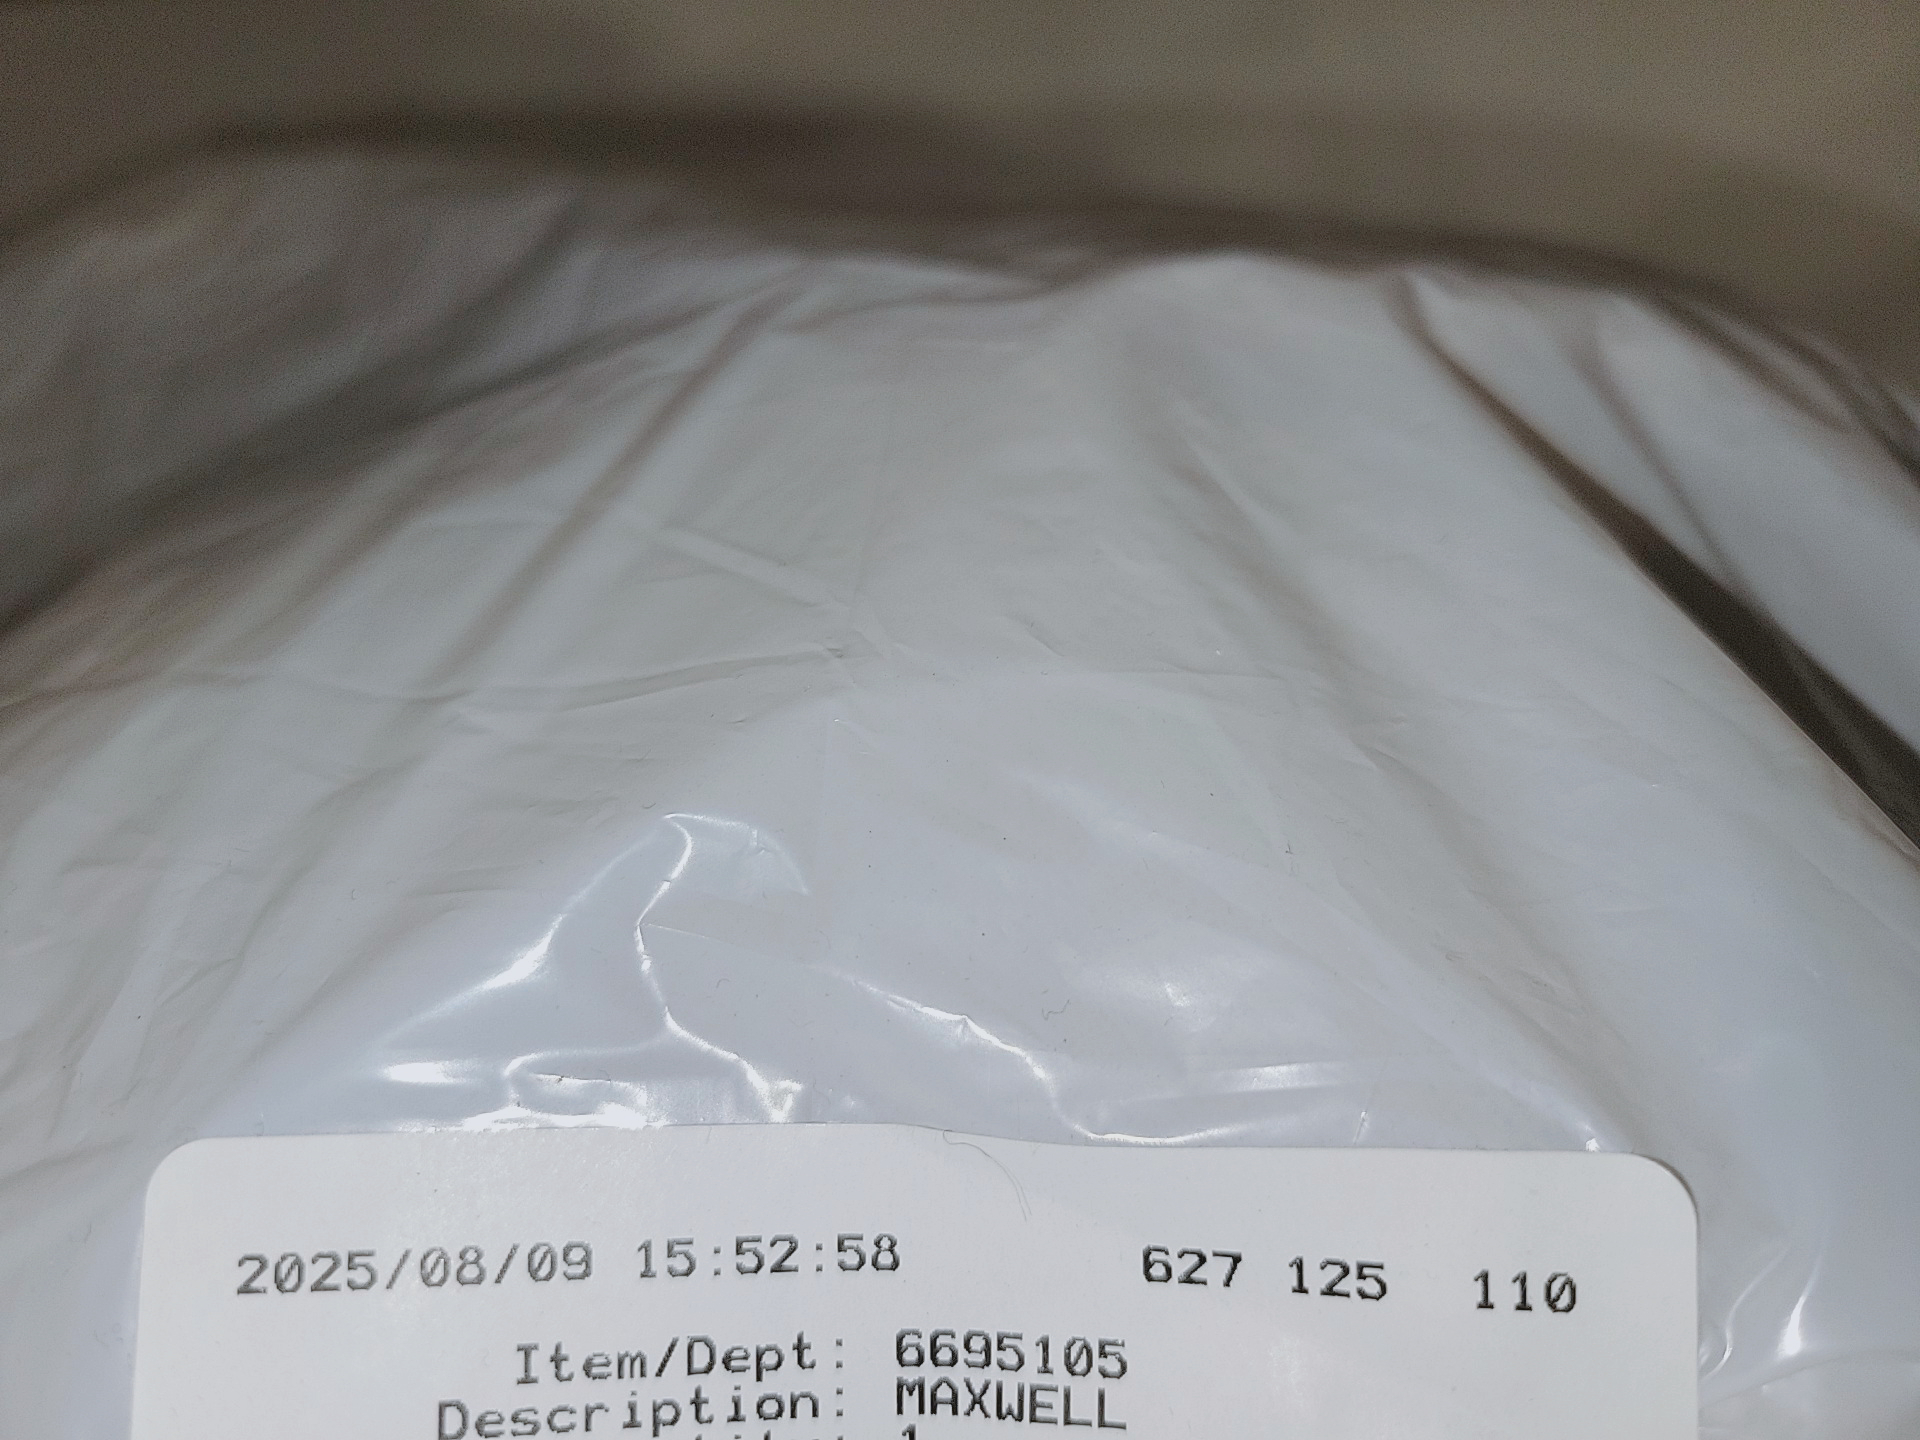 2025/08/09 15:52:58 627 125 110
Item/Dept: 6695105
Description: MAXWELL